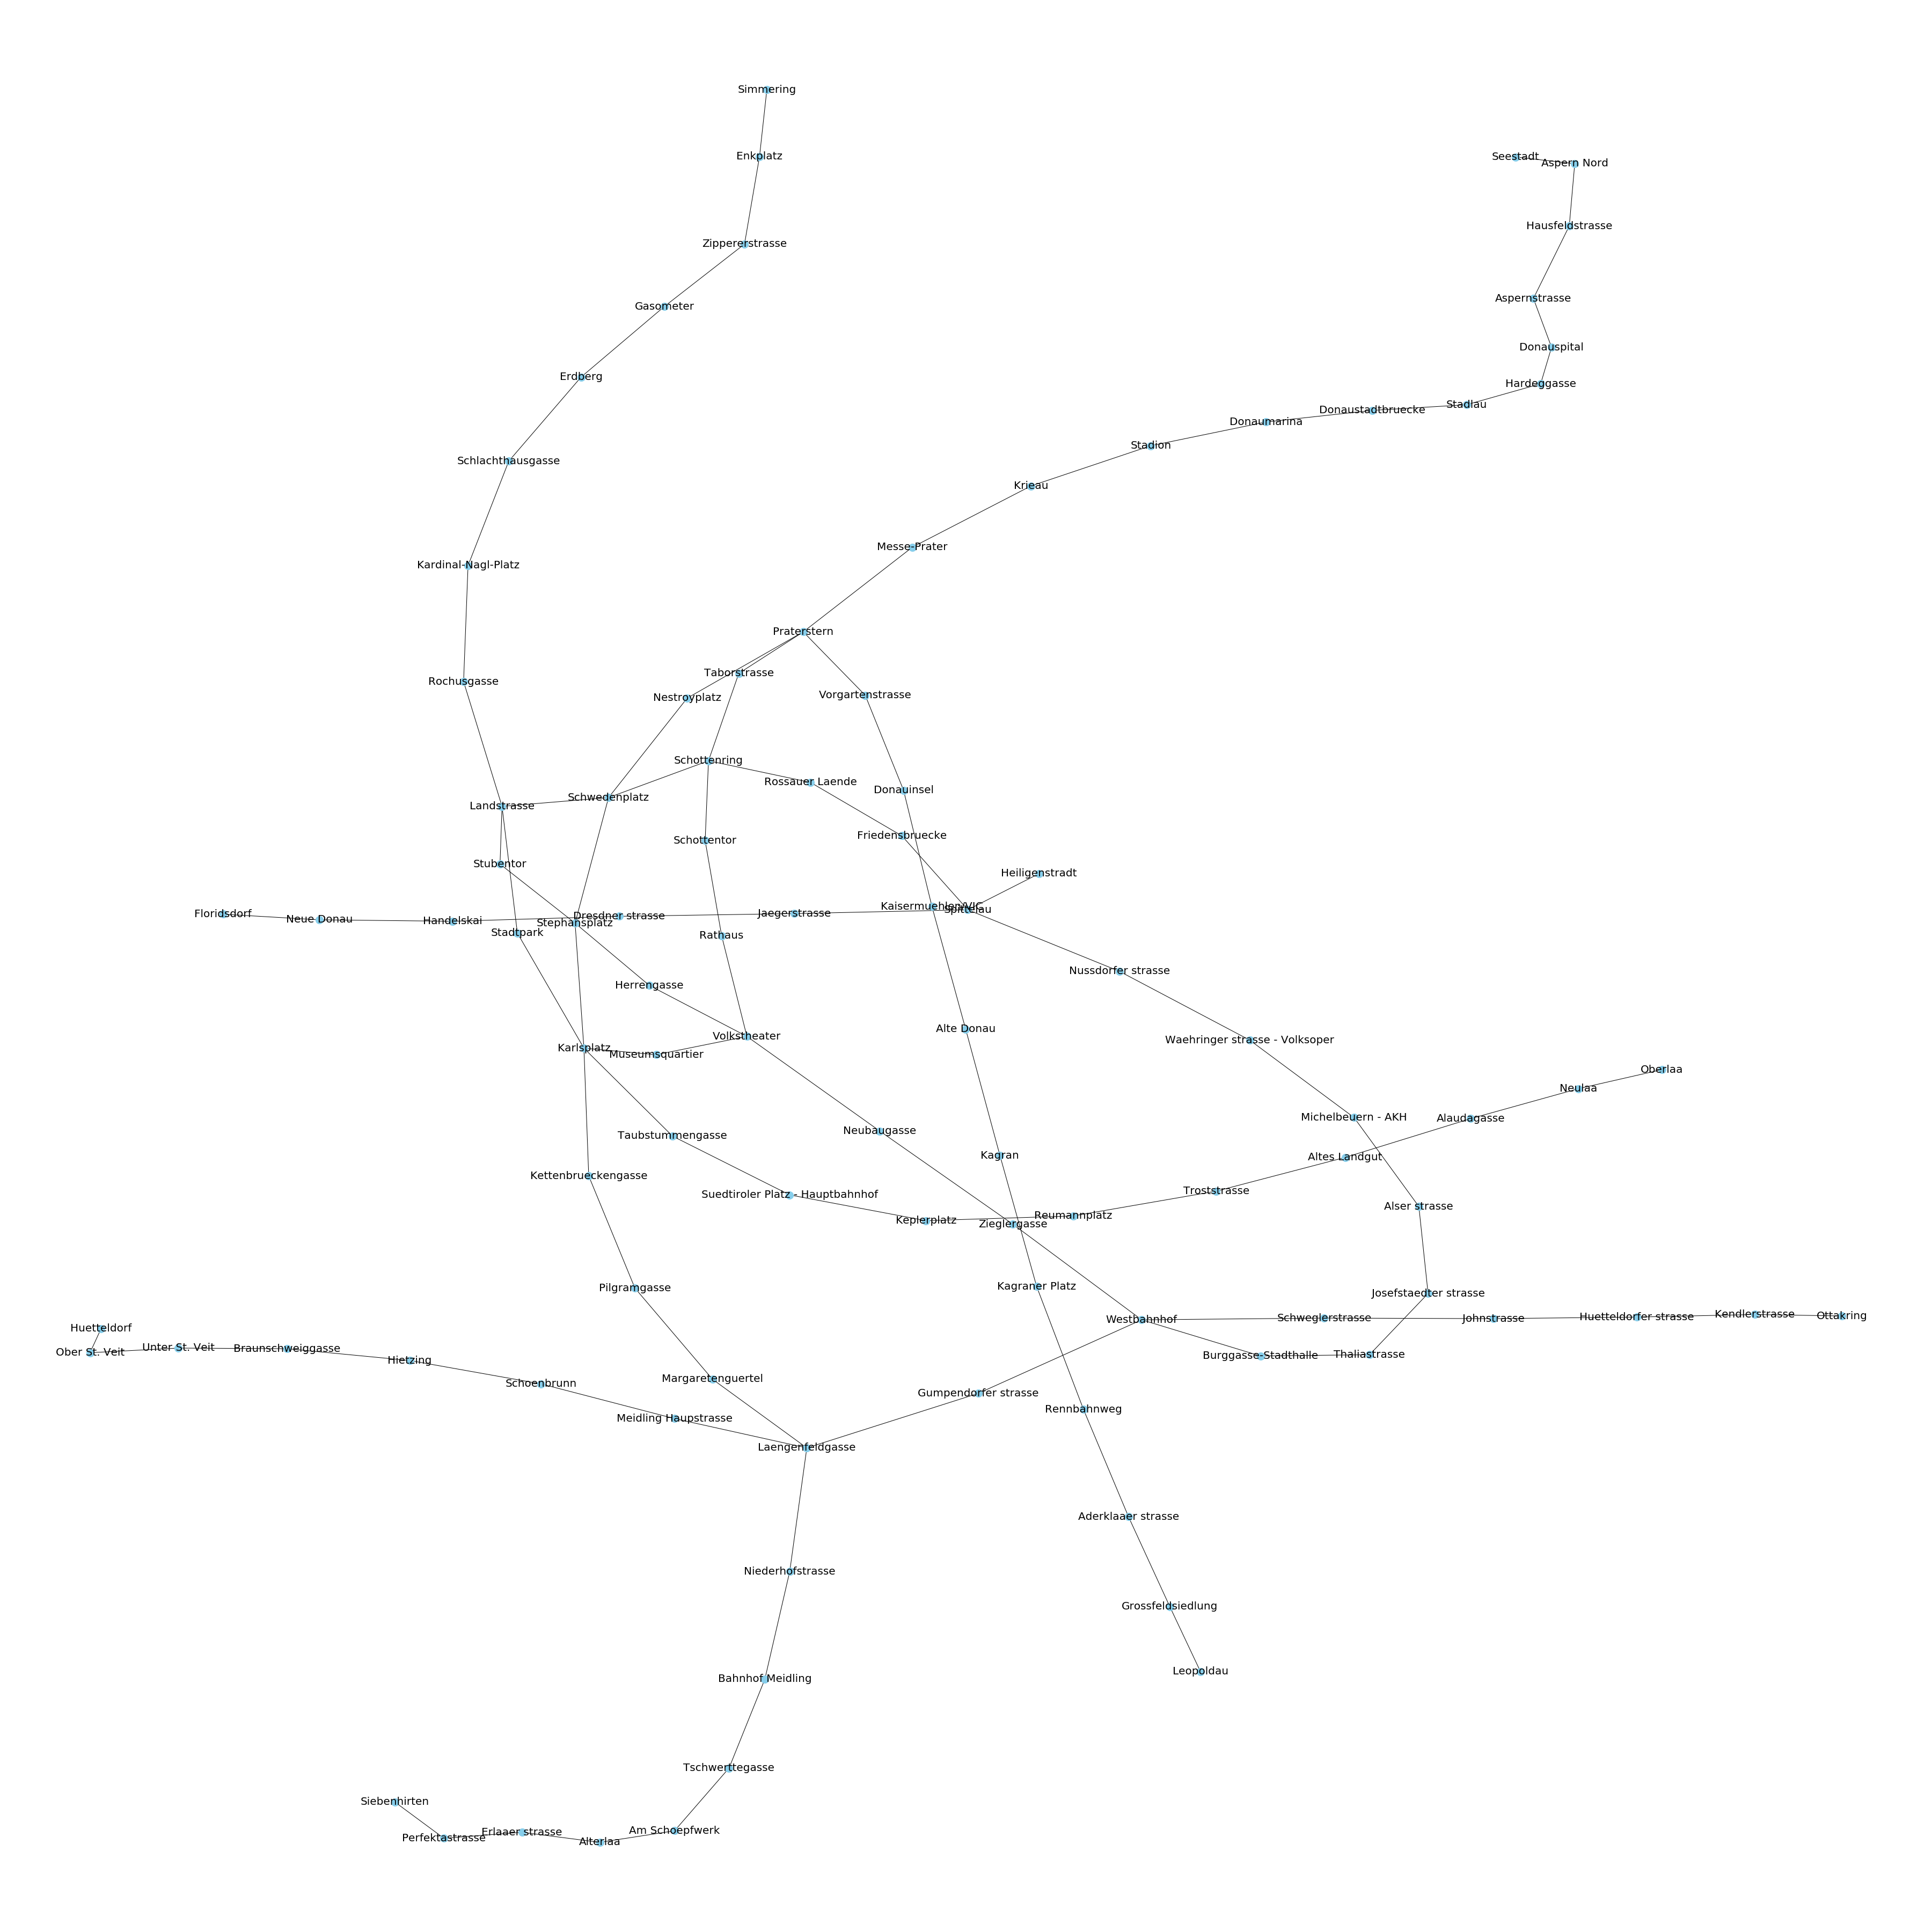 Simmering
Enkplatz
Seestadt
Aspern Nord
Hausfeldstrasse
Zippererstrasse
Aspernstrasse
Gasometer
Donauspital
Erdberg
Hardeggasse
Stadlau
Donaustadtbruecke
Donaumarina
Stadion
Schlachthausgasse
Krieau
Messe-Prater
Kardinal-Nagl-Platz
Praterstern
Taborstrasse
Rochusgasse
Vorgartenstrasse
Nestroyplatz
Schottenring
Rossauer Laende
Donauinsel
Schwedenplatz
Landstrasse
Friedensbruecke
Schottentor
Stubentor
Heiligenstradt
Kaisermuehlen/VIC
Spittelau
Floridsdorf
Neue Donau
Handelskai
Dresdner strasse
Jaegerstrasse
Stephansplatz
Stadtpark
Rathaus
Nussdorfer strasse
Herrengasse
Alte Donau
Volkstheater
Waehringer strasse - Volksoper
Karlsplatz
Museumsquartier
Oberlaa
Neulaa
Michelbeuern - AKH
Alaudagasse
Neubaugasse
Taubstummengasse
Kagran
Altes Landgut
Kettenbrueckengasse
Troststrasse
Suedtiroler Platz - Hauptbahnhof
Alser strasse
Reumannplatz
Keplerplatz
Zieglergasse
Kagraner Platz
Pilgramgasse
Josefstaedter strasse
Kendlerstrasse
Ottakring
Huetteldorfer strasse
Johnstrasse
Schweglerstrasse
Westbahnhof
Huetteldorf
Unter St. Veit
Braunschweiggasse
Ober St. Veit
Thaliastrasse
Burggasse-Stadthalle
Hietzing
Margaretenguertel
Schoenbrunn
Gumpendorfer strasse
Rennbahnweg
Meidling Haupstrasse
Laengenfeldgasse
Aderklaaer strasse
Niederhofstrasse
Grossfeldsiedlung
Leopoldau
Bahnhof Meidling
Tschwerttegasse
Siebenhirten
Am Schoepfwerk
Erlaaer strasse
Perfektastrasse
Alterlaa